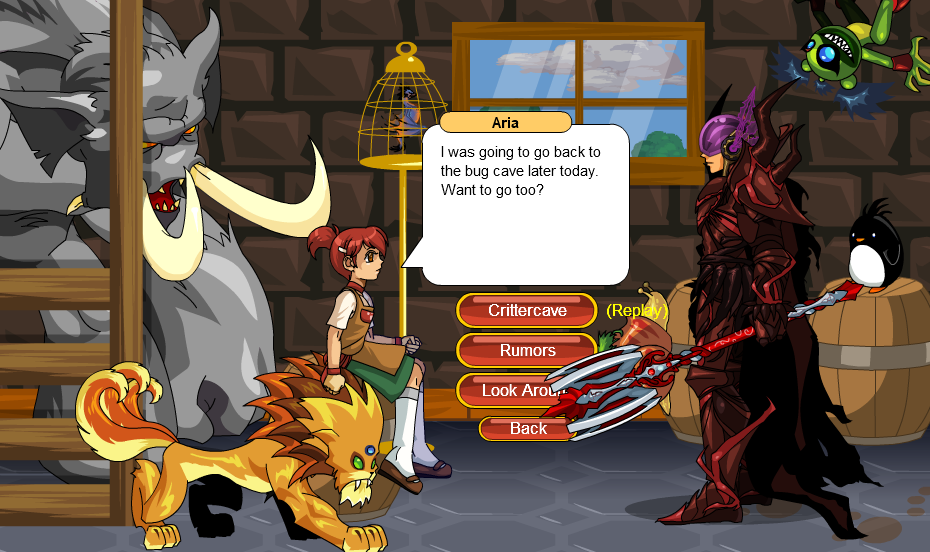 Aria
I was going to go back to
the bug cave later today.
Want to go too?
Crittercave (Replay)
Rumors
Look Arou
Back